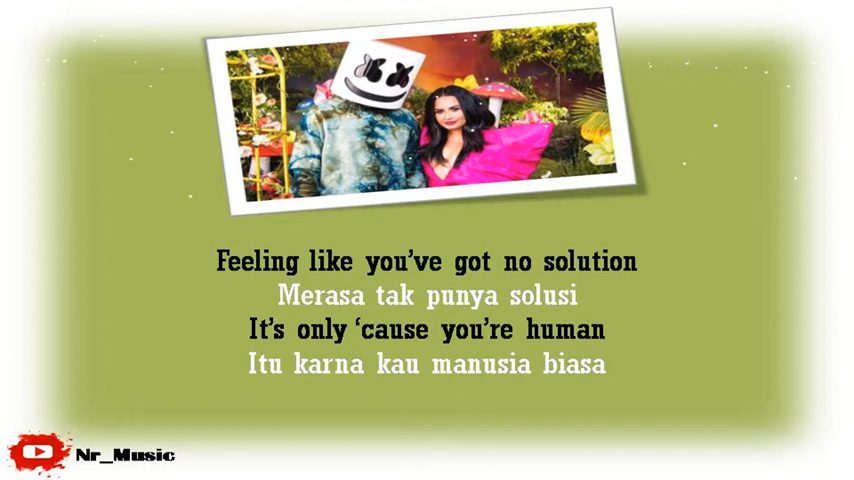 Feeling like you've got no solution
Merasa tak punya solusi
It's only ‘cause you're human
Itu karna kau manusia biasa
Nr_Music